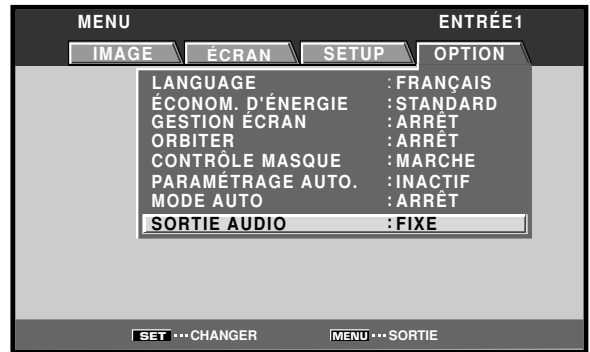 MENU ENTRÉE1
IMAGE ÉCRAN SETUP OPTION
LANGUAGE :FRANÇAIS
ÉCONOM. D'ÉNERGIE :STANDARD
GESTION ÉCRAN :ARRÊT
ORBITER :ARRÊT
CONTRÔLE MASQUE :MARCHE
PARAMÉTRAGE AUTO. :INACTIF
MODE AUTO :ARRÊT
SORTIE AUDIO :FIXE
SET ···CHANGER MENU ···SORTIE